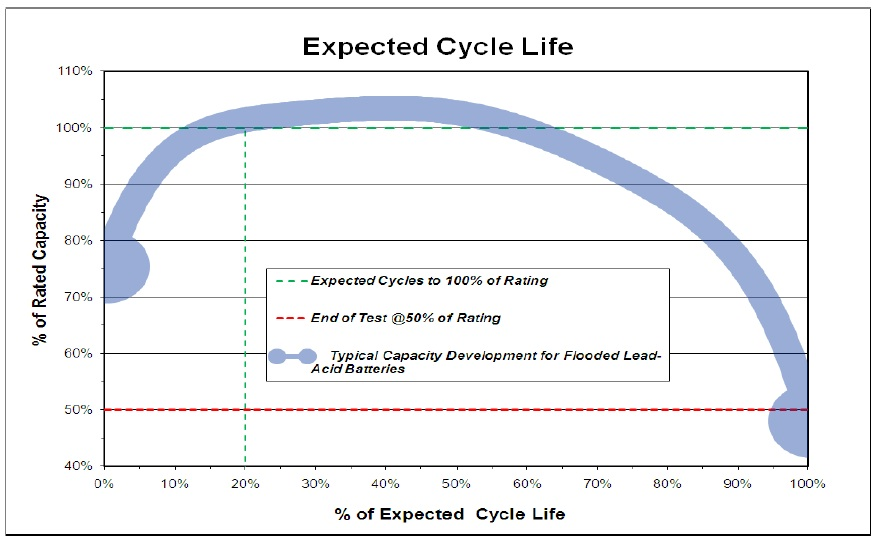 Expected Cycle Life
110%
100%
90%
80%
70%
60%
50%
40%
% of Rated Capacity
Expected Cycles to 100% of Rating
End of Test @50% of Rating
Typical Capacity Development for Flooded Lead-
Acid Batteries
0% 10% 20% 30% 40% 50% 60% 70% 80% 90% 100%
% of Expected Cycle Life